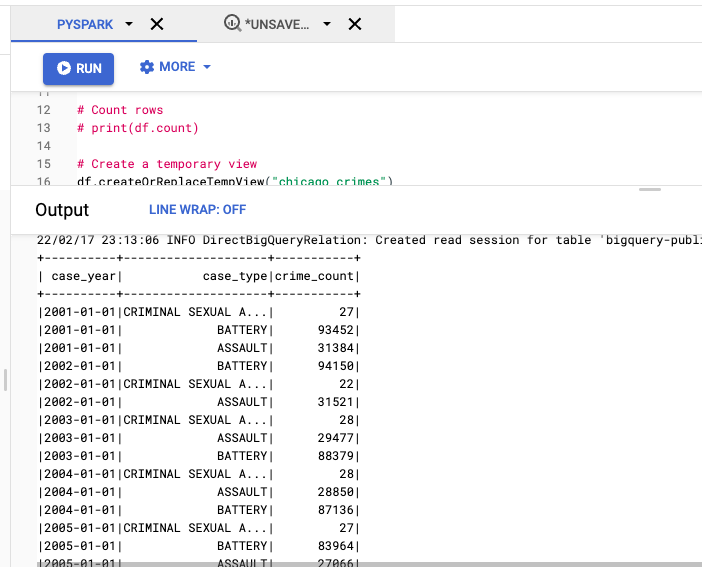 PYSPARK
*UNSAVE...
RUN
MORE
11
12 # Count rows
13 # print(df.count)
14
15 # Create a temporary view
16 df.createOrReplaceTempView("chicago_crimes")
Output LINE WRAP: OFF
22/02/17 23:13:06 INFO DirectBigQueryRelation: Created read session for table 'bigquery-publi
+----------+--------------------+-----------+
| case_year|           case_type|crime_count|
+----------+--------------------+-----------+
|2001-01-01|CRIMINAL SEXUAL A...|         27|
|2001-01-01|             BATTERY|      93452|
|2001-01-01|             ASSAULT|      31384|
|2002-01-01|             BATTERY|      94150|
|2002-01-01|CRIMINAL SEXUAL A...|         22|
|2002-01-01|             ASSAULT|      31521|
|2003-01-01|CRIMINAL SEXUAL A...|         28|
|2003-01-01|             ASSAULT|      29477|
|2003-01-01|             BATTERY|      88379|
|2004-01-01|CRIMINAL SEXUAL A...|         28|
|2004-01-01|             ASSAULT|      28850|
|2004-01-01|             BATTERY|      87136|
|2005-01-01|CRIMINAL SEXUAL A...|         27|
|2005-01-01|             BATTERY|      83964|
|2005-01-01|             ASSAULT|      27066|